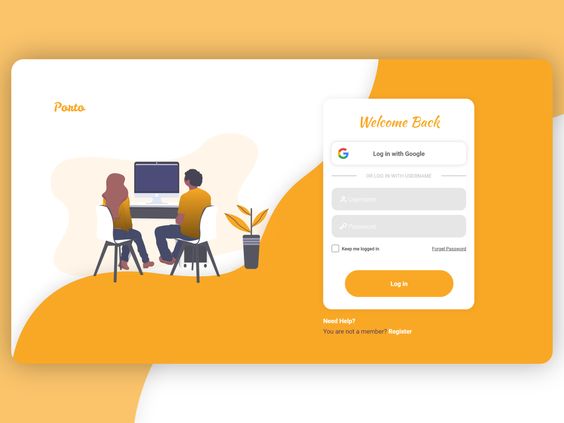 Porto
Welcome Back
Log in with Google
OR LOG IN WITH USERNAME
Username
Password
Keep me logged in
Forget Password
Log in
Need Help?
You are not a member? Register